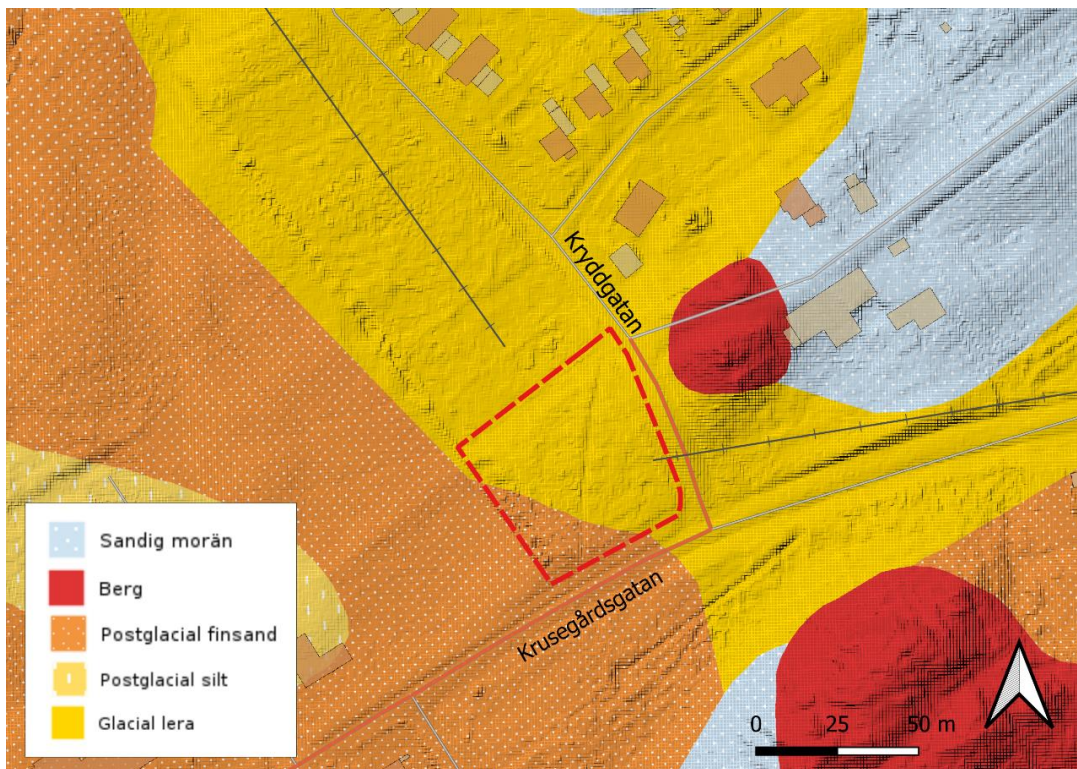 Kryddgatan
Krusegårdsgatan
Sandig morän
Berg
Postglacial finsand
Postglacial silt
Glacial lera
0 25 50 m